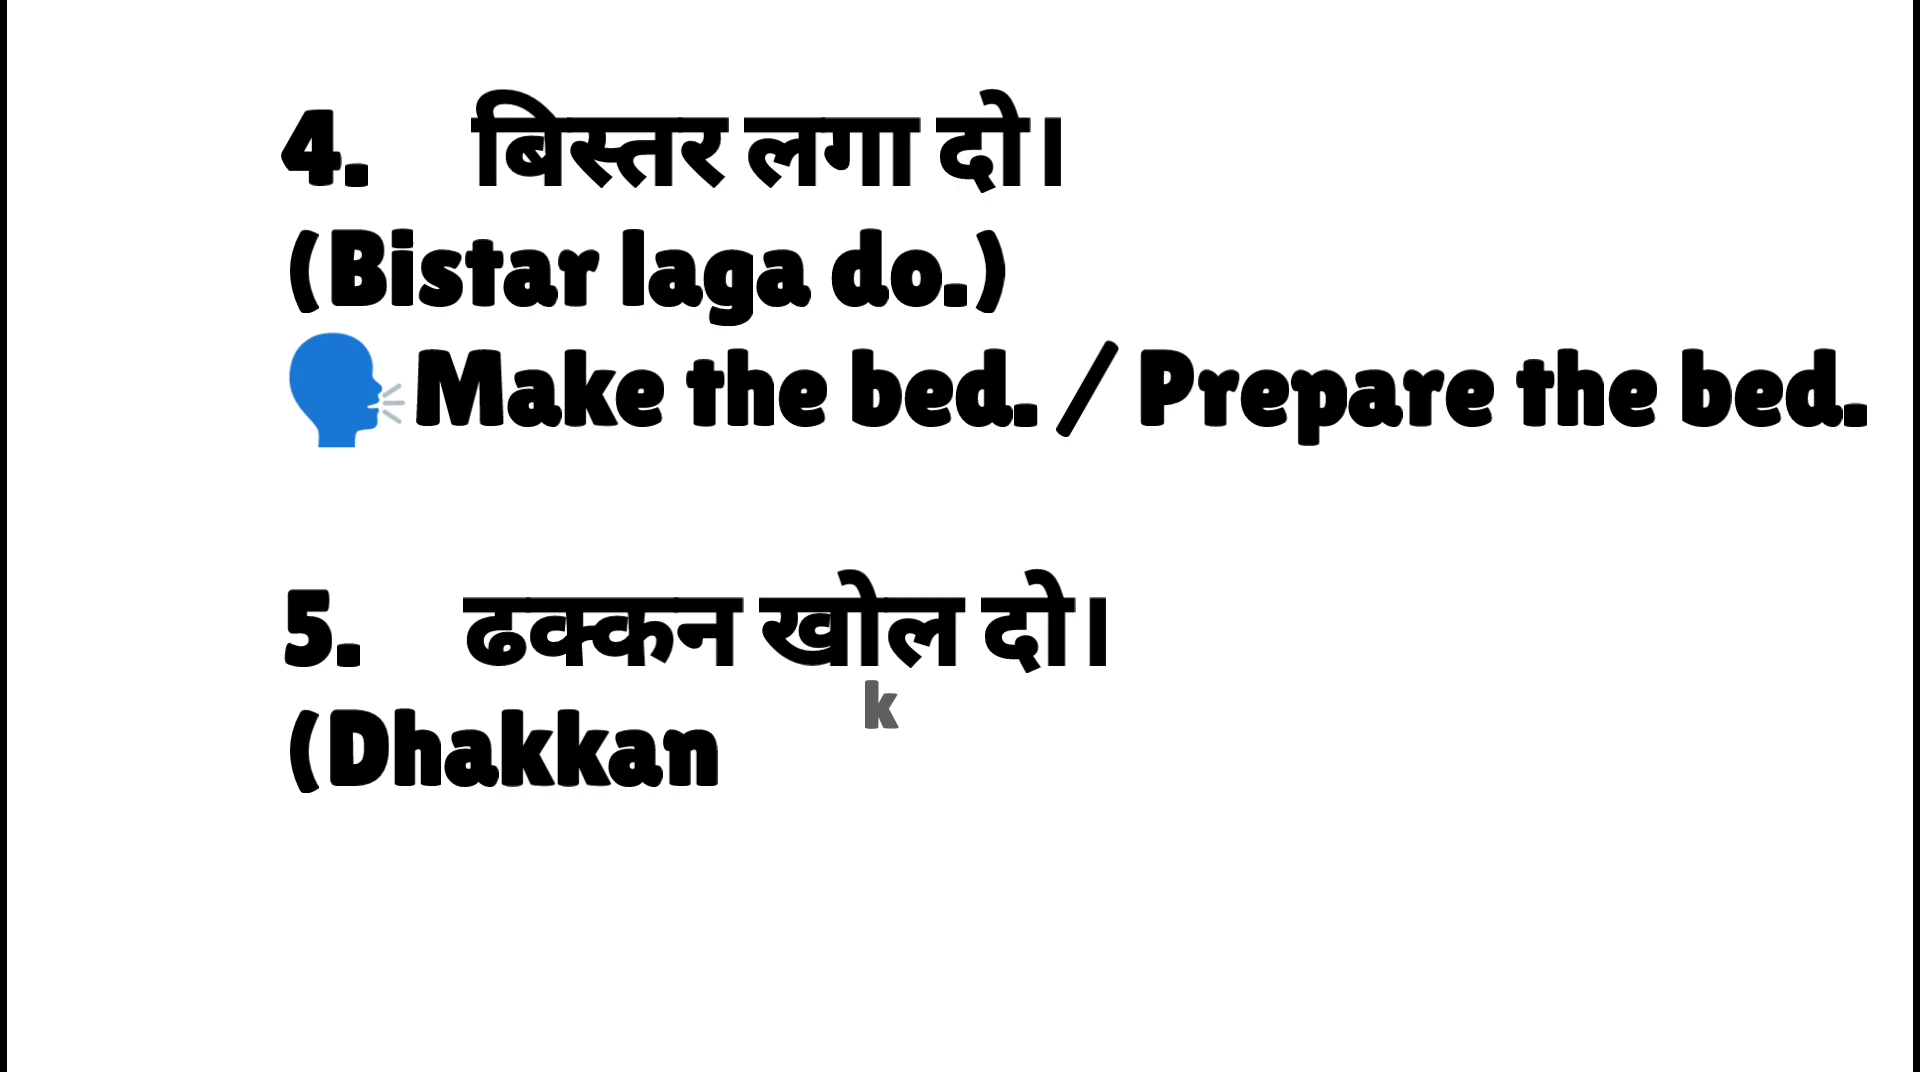 4. बिस्तर लगा दो।
(Bistar laga do.)
🗣Make the bed. / Prepare the bed.
5. ढक्कन खोल दो।
(Dhakkan k